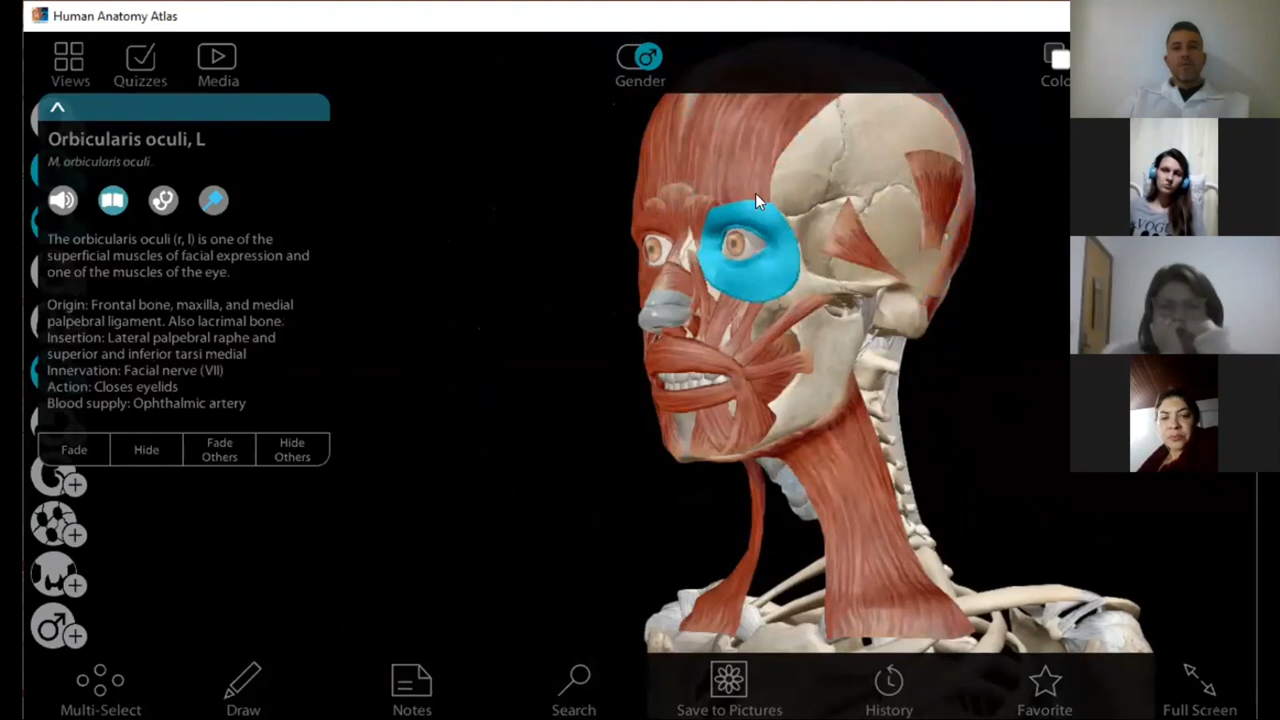 Human Anatomy Atlas
Views
Quizzes
Media
Gender
Colo
^
Orbicularis oculi, L
M. orbicularis oculi
The orbicularis oculi (r, l) is one of the
superficial muscles of facial expression and
one of the muscles of the eye.
Origin: Frontal bone, maxilla, and medial
palpebral ligament. Also lacrimal bone.
Insertion: Lateral palpebral raphe and
superior and inferior tarsi medial
Innervation: Facial nerve (VII)
Action: Closes eyelids
Blood supply: Ophthalmic artery
Fade
Hide
Fade
Others
Hide
Others
Multi-Select
Draw
Notes
Search
Save to Pictures
History
Favorite
Full Screen
VOGUE